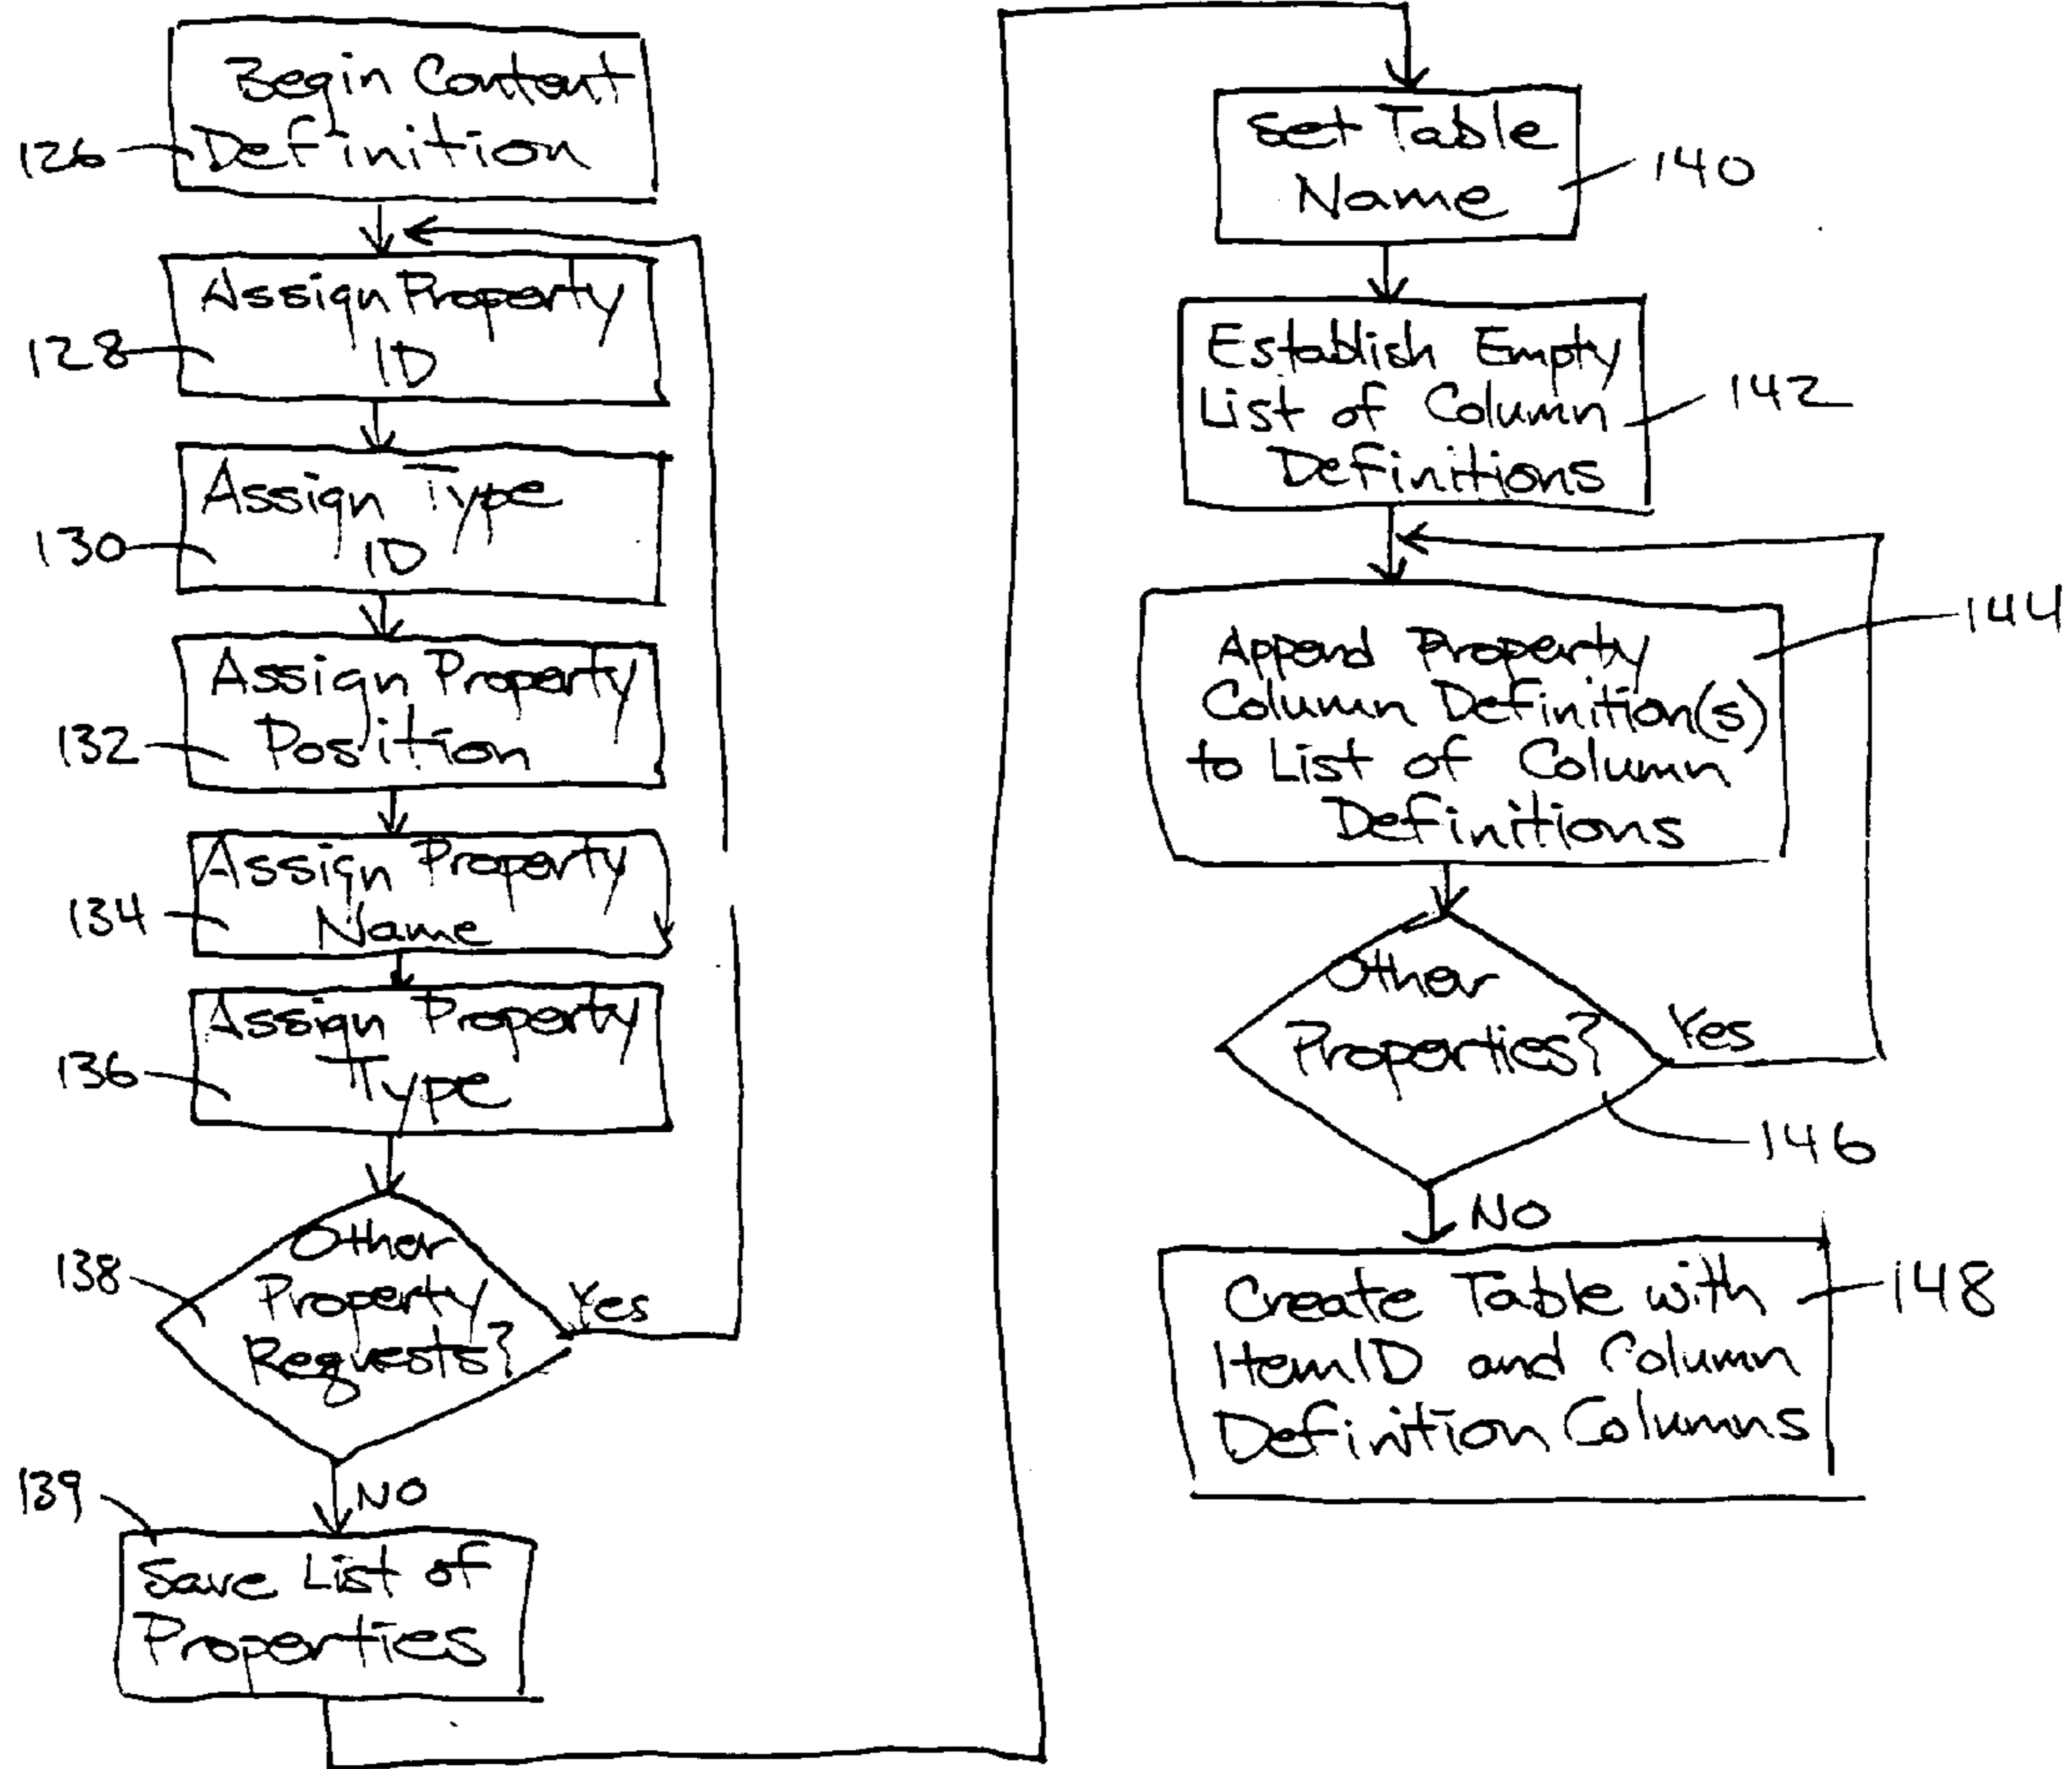 Begin Content
Definition
126
Assign Property
ID
128
Assign Type
ID
130
Assign Property
Position
132
Assign Property
Name
134
Assign Property
Type
136
Other
Property
Requests?
138
Yes
NO
139
Save List of
Properties
Set Table
Name
140
Establish Empty
List of Column
Definitions
142
Append Property
Column Definition(s)
to List of Column
Definitions
144
Other
Properties?
Yes
146
NO
Create Table with
ItemID and Column
Definition Columns
148